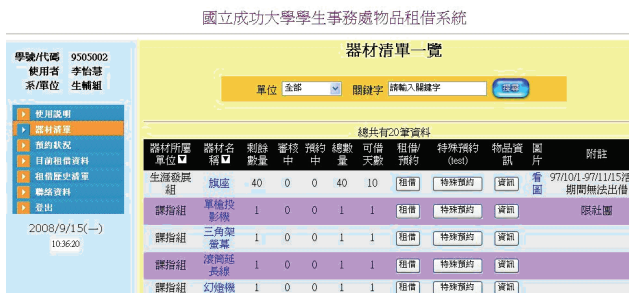 國立成功大學學生事務處物品租借系統
學號/代碼 9505002
使用者 李怡慧
系/單位 生輔組
使用說明
器材清單
預約狀況
目前租借資料
租借歷史清單
聯絡資料
登出
2008/9/15(一)
10:36:20
器材清單一覽
單位 全部 關鍵字 請輸入關鍵字 搜尋
總共有20筆資料
器材所屬單位 器材名稱 剩餘數量 審核中 預約中 總數量 可借天數 租借/預約 特殊預約(test) 物品資訊 圖片 附註
生涯發展組 旗座 40 0 0 40 10 租借 特殊預約 資訊 看圖 97/10/1-97/11/15活期間無法出借
課指組 單槍投影機 1 0 0 1 1 租借 特殊預約 資訊 限社團
課指組 三角架螢幕 1 0 0 1 1 租借 特殊預約 資訊
課指組 滾筒延長線 1 0 0 1 1 租借 特殊預約 資訊
課指組 幻燈機 1 0 0 1 1 租借 特殊預約 資訊